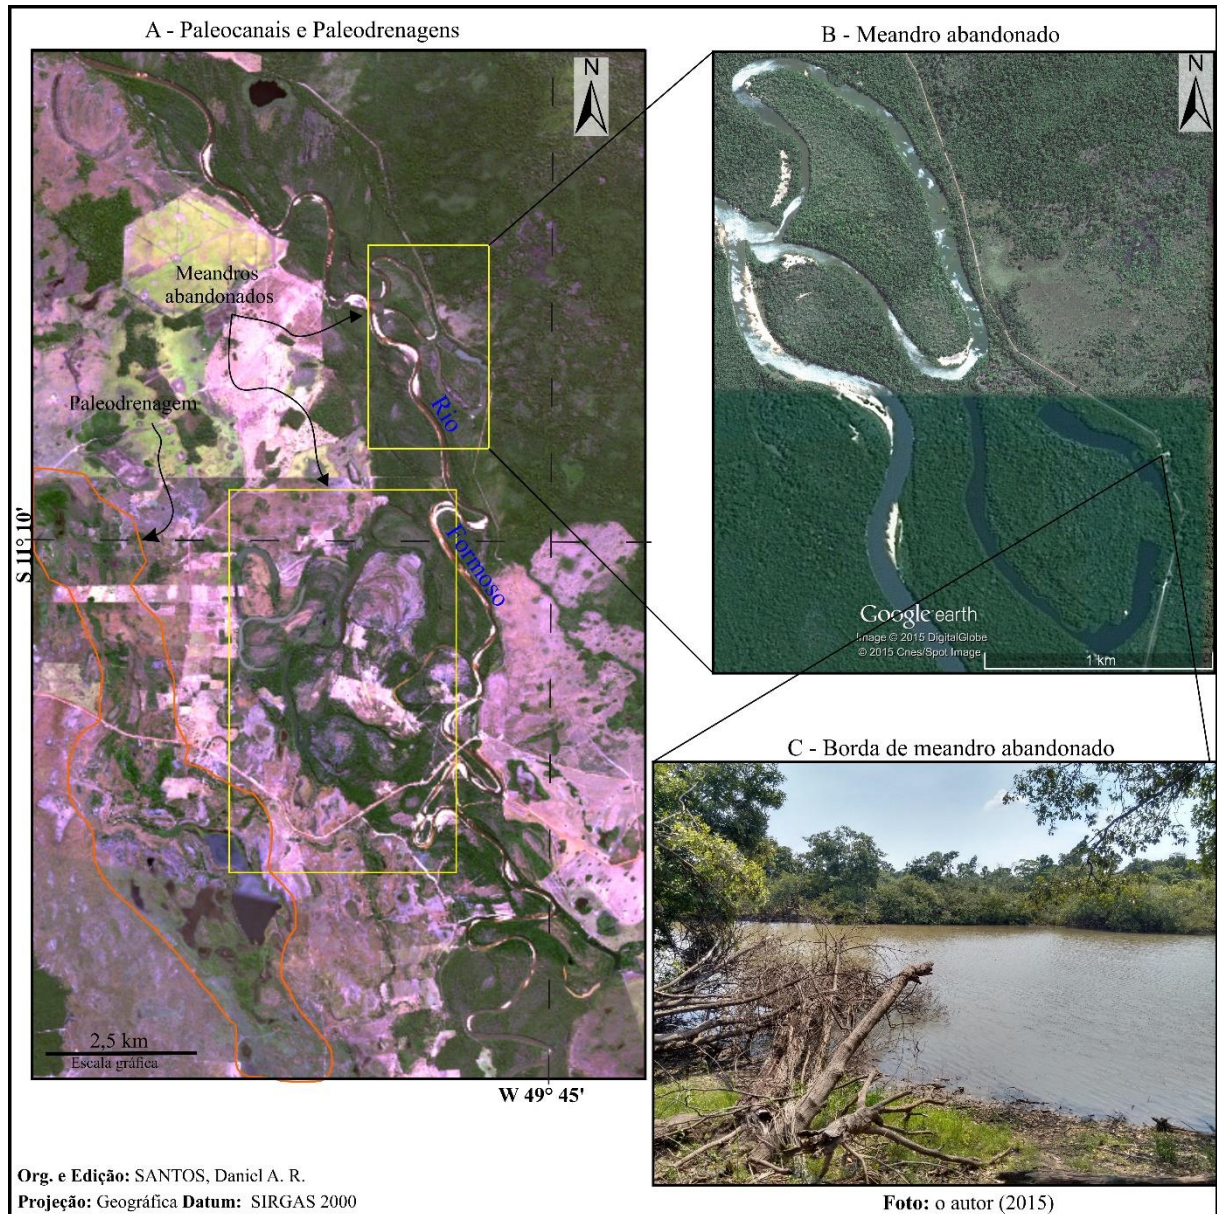 A - Paleocanais e Paleodrenagens
N
Meandros
abandonados
Paleodrenagem
Rio
Formoso
S 11° 10'
2,5 km
Escala gráfica
W 49° 45'
B - Meandro abandonado
N
Google earth
Image © 2015 DigitalGlobe
© 2015 Cnes/Spot Image
1 km
C - Borda de meandro abandonado
Org. e Edição: SANTOS, Daniel A. R.
Projeção: Geográfica Datum: SIRGAS 2000
Foto: o autor (2015)